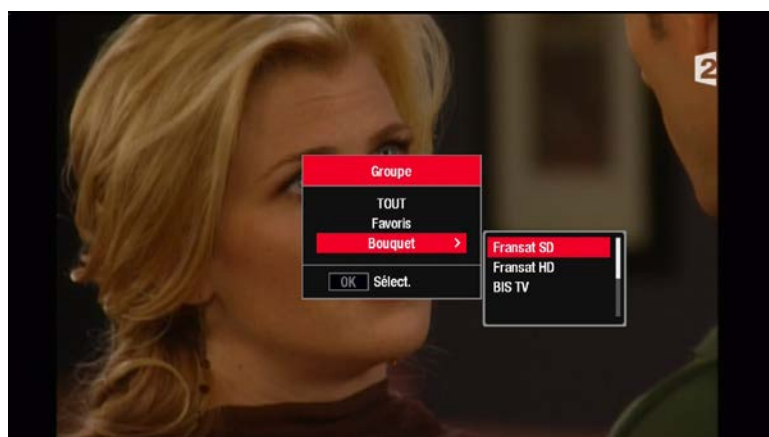 2
Groupe
TOUT
Favoris
Bouquet >
Fransat SD
Fransat HD
BIS TV
OK Sélect.